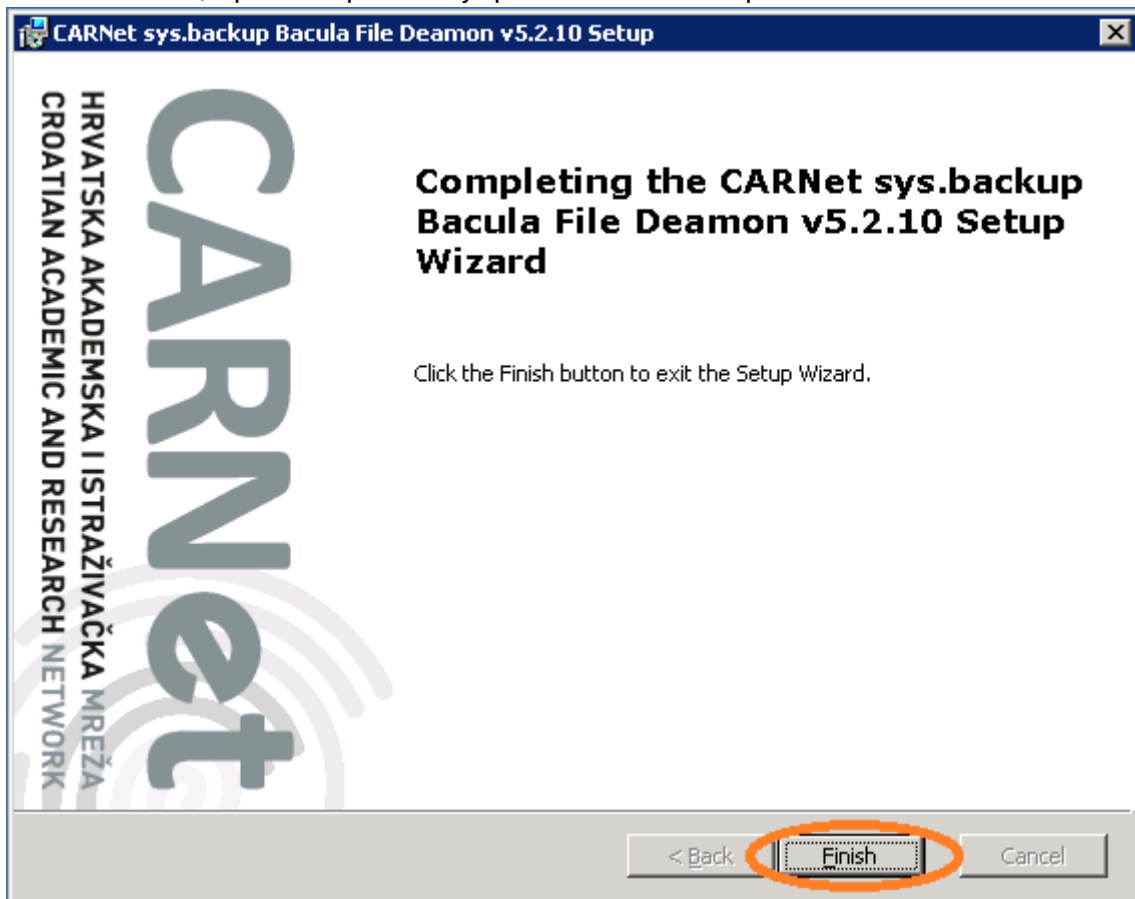 CARNet sys.backup Bacula File Deamon v5.2.10 Setup
HRVATSKA AKADEMSKA I ISTRAŽIVAČKA MREŽA
CROATIAN ACADEMIC AND RESEARCH NETWORK
CARNet
Completing the CARNet sys.backup
Bacula File Deamon v5.2.10 Setup
Wizard
Click the Finish button to exit the Setup Wizard.
< Back
Finish
Cancel